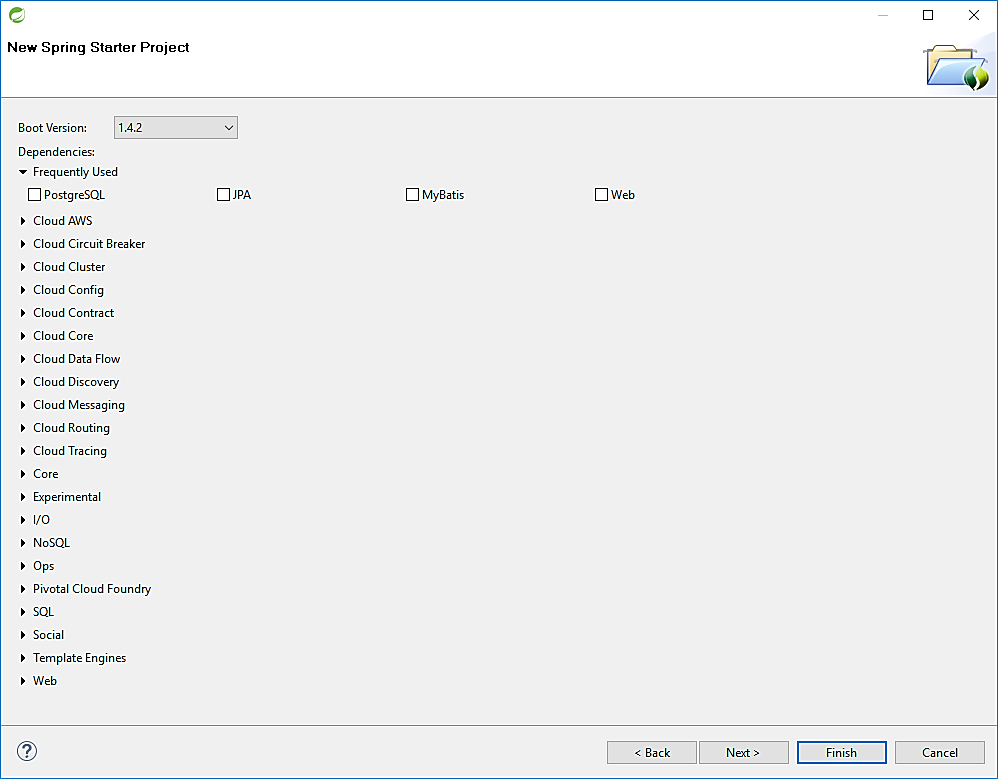 New Spring Starter Project
Boot Version: 1.4.2
Dependencies:
Frequently Used
PostgreSQL JPA MyBatis Web
Cloud AWS
Cloud Circuit Breaker
Cloud Cluster
Cloud Config
Cloud Contract
Cloud Core
Cloud Data Flow
Cloud Discovery
Cloud Messaging
Cloud Routing
Cloud Tracing
Core
Experimental
I/O
NoSQL
Ops
Pivotal Cloud Foundry
SQL
Social
Template Engines
Web
? < Back Next > Finish Cancel